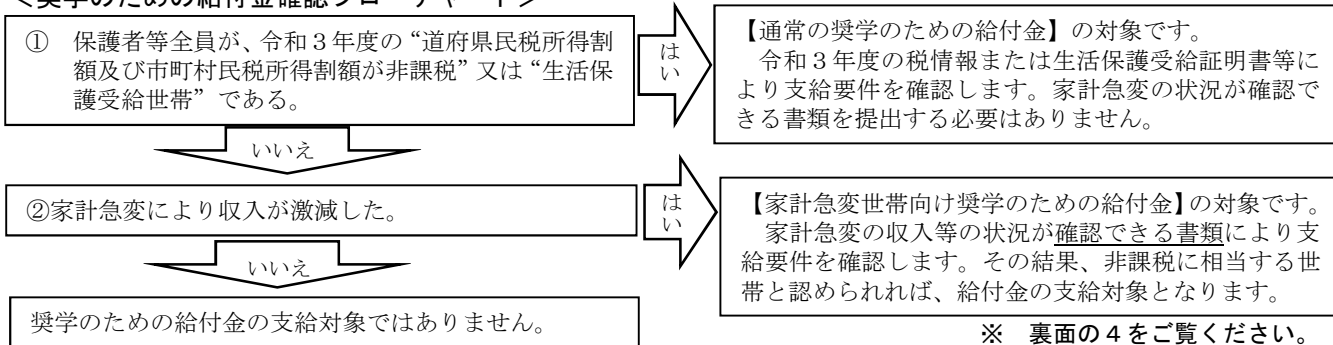 ＜奨学のための給付金確認フローチャート＞
① 保護者等全員が、令和３年度の“道府県民税所得割
額及び市町村民税所得割額が非課税”又は“生活保
護受給世帯”である。
はい
【通常の奨学のための給付金】の対象です。
令和３年度の税情報または生活保護受給証明書等に
より支給要件を確認します。家計急変の状況が確認で
きる書類を提出する必要はありません。
いいえ
②家計急変により収入が激減した。
はい
【家計急変世帯向け奨学のための給付金】の対象です。
家計急変の収入等の状況が確認できる書類により支
給要件を確認します。その結果、非課税に相当する世
帯と認められれば、給付金の支給対象となります。
いいえ
奨学のための給付金の支給対象ではありません。
※ 裏面の４をご覧ください。